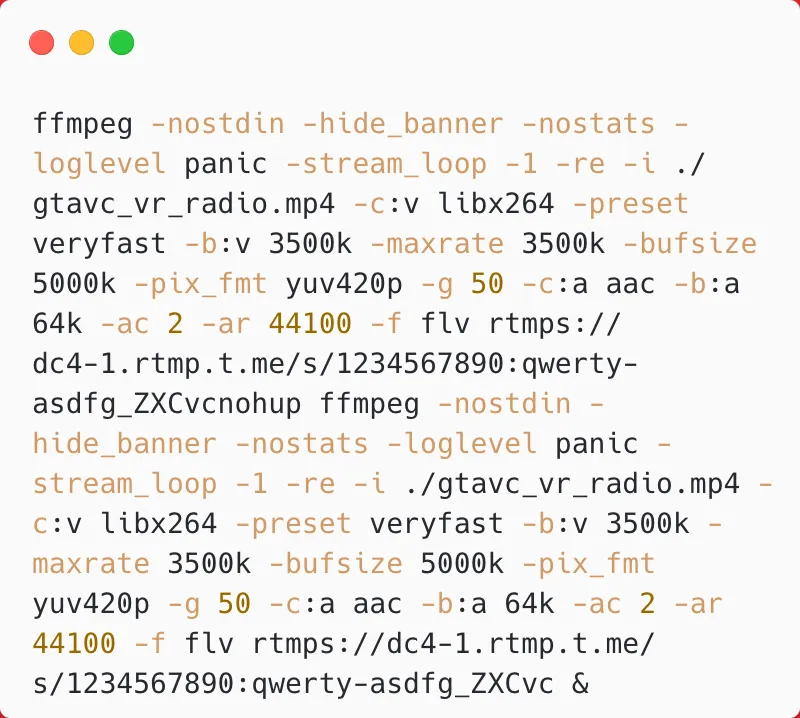 ffmpeg -nostdin -hide_banner -nostats -
loglevel panic -stream_loop -1 -re -i ./
gtavc_vr_radio.mp4 -c:v libx264 -preset
veryfast -b:v 3500k -maxrate 3500k -bufsize
5000k -pix_fmt yuv420p -g 50 -c:a aac -b:a
64k -ac 2 -ar 44100 -f flv rtmps://
dc4-1.rtmp.t.me/s/1234567890:qwerty-
asdfg_ZXCvcnohup ffmpeg -nostdin -
hide_banner -nostats -loglevel panic -
stream_loop -1 -re -i ./gtavc_vr_radio.mp4 -
c:v libx264 -preset veryfast -b:v 3500k -
maxrate 3500k -bufsize 5000k -pix_fmt
yuv420p -g 50 -c:a aac -b:a 64k -ac 2 -ar
44100 -f flv rtmps://dc4-1.rtmp.t.me/
s/1234567890:qwerty-asdfg_ZXCvc &